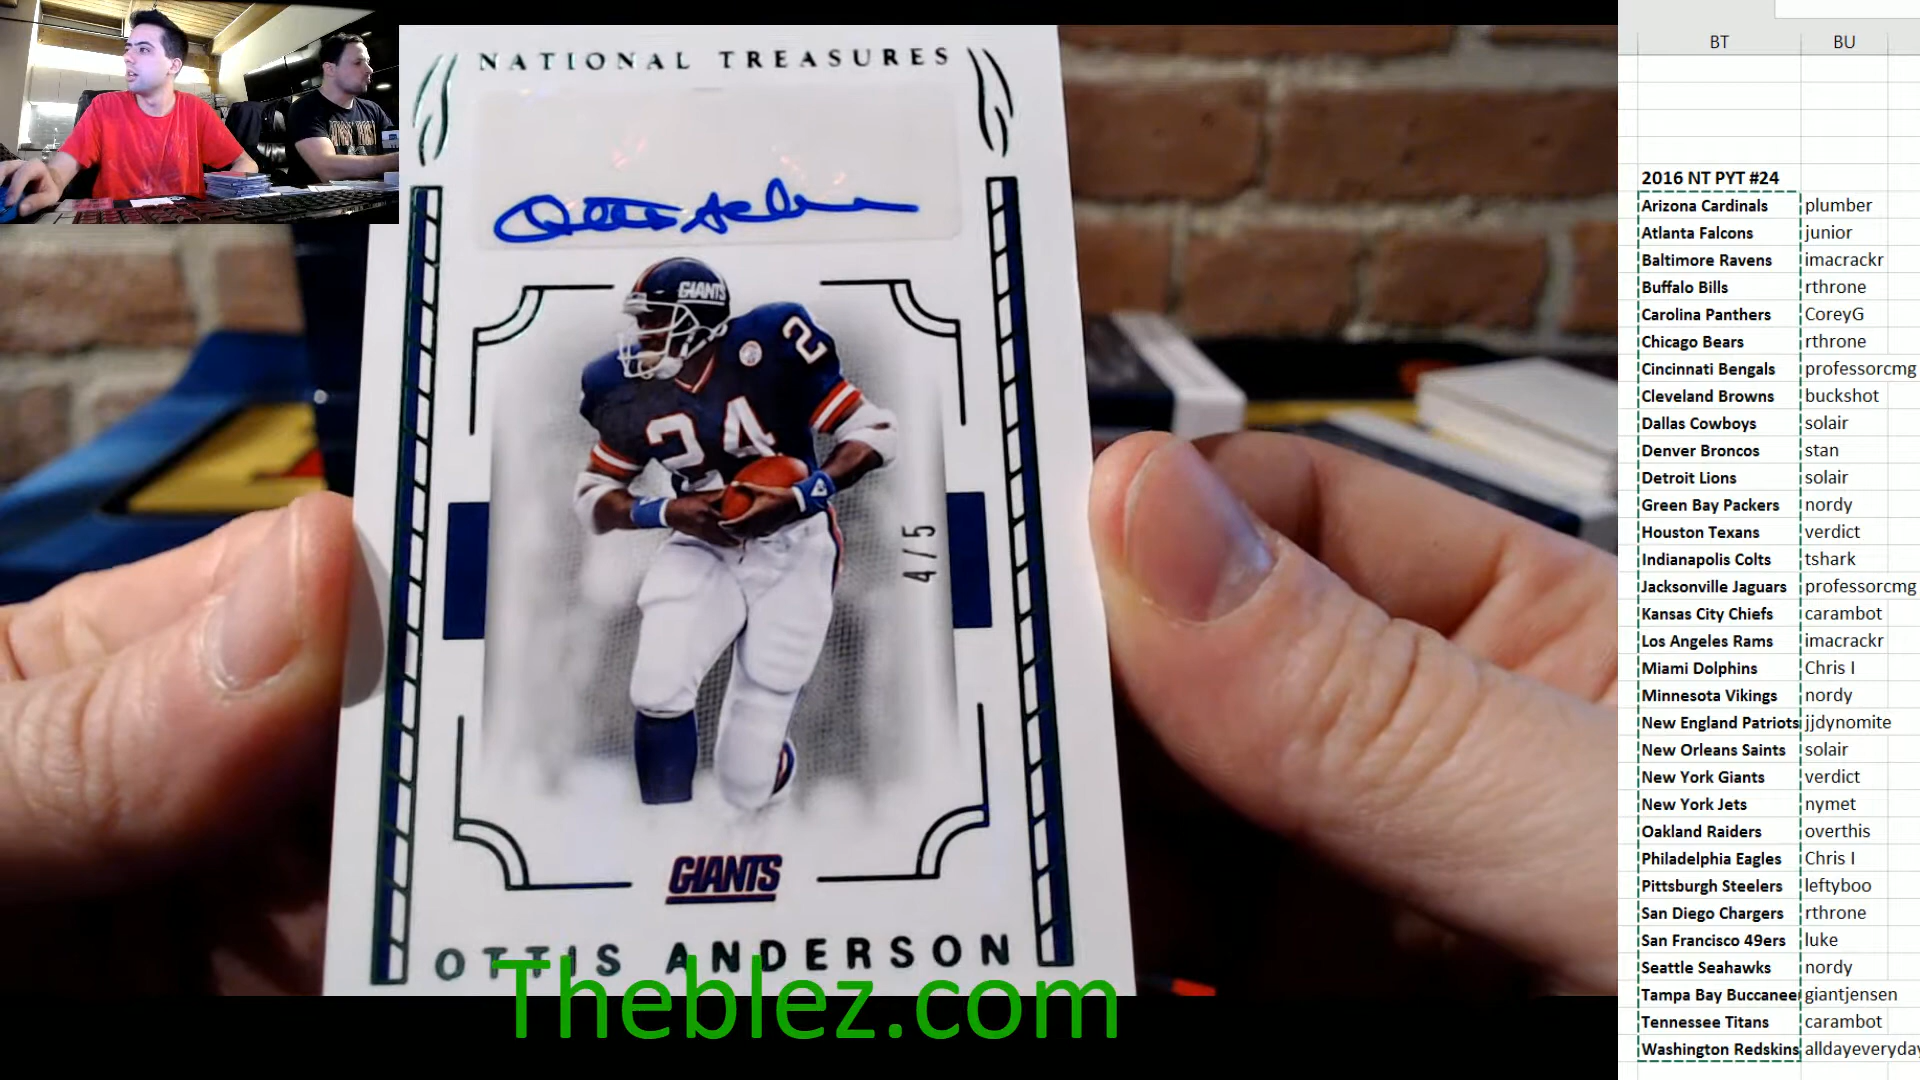 NATIONAL TREASURES
Ottis Anderson
GIANTS
24
2
4/5
GIANTS
OTTIS ANDERSON
Theblez.com
BT BU
2016 NT PYT #24
Arizona Cardinals plumber
Atlanta Falcons junior
Baltimore Ravens imacrackr
Buffalo Bills rthrone
Carolina Panthers CoreyG
Chicago Bears rthrone
Cincinnati Bengals professorcmg
Cleveland Browns buckshot
Dallas Cowboys solair
Denver Broncos stan
Detroit Lions solair
Green Bay Packers nordy
Houston Texans verdict
Indianapolis Colts tshark
Jacksonville Jaguars professorcmg
Kansas City Chiefs carambot
Los Angeles Rams imacrackr
Miami Dolphins Chris I
Minnesota Vikings nordy
New England Patriots jjdynomite
New Orleans Saints solair
New York Giants verdict
New York Jets nymet
Oakland Raiders overthis
Philadelphia Eagles Chris I
Pittsburgh Steelers leftyboo
San Diego Chargers rthrone
San Francisco 49ers luke
Seattle Seahawks nordy
Tampa Bay Buccanee giantjensen
Tennessee Titans carambot
Washington Redskins alldayeveryday